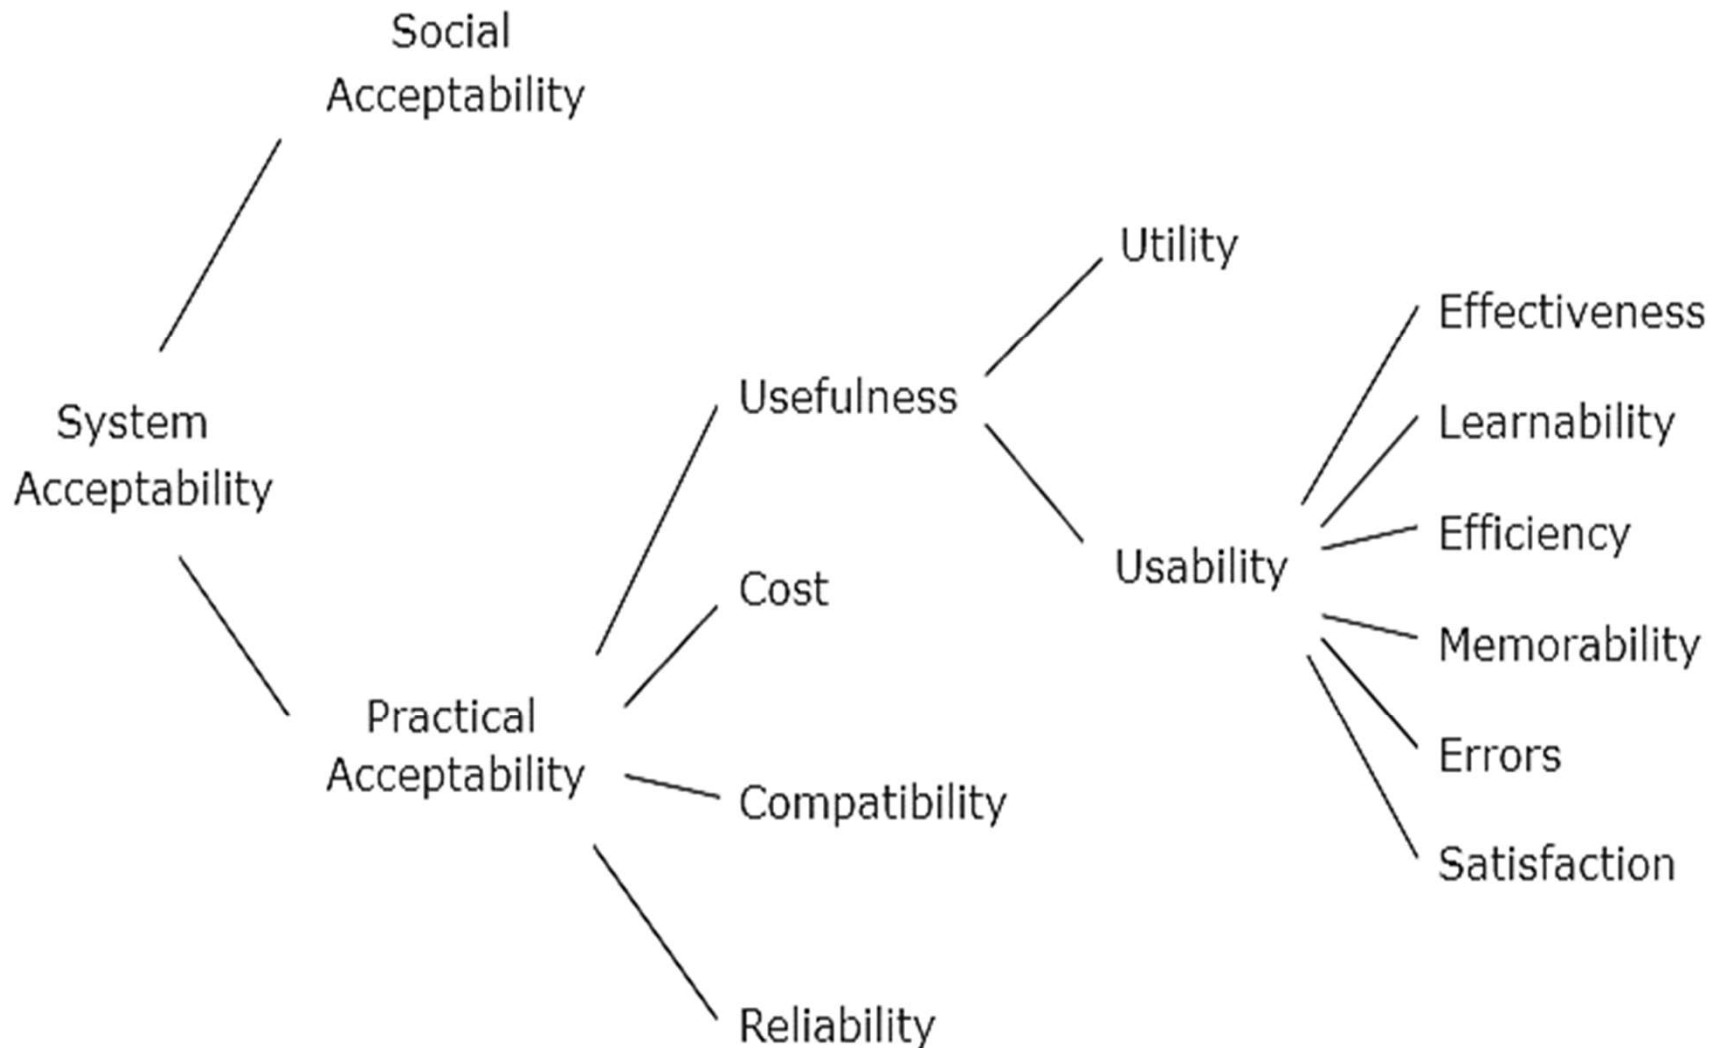 Social
Acceptability
System
Acceptability
Practical
Acceptability
Usefulness
Cost
Compatibility
Reliability
Utility
Usability
Effectiveness
Learnability
Efficiency
Memorability
Errors
Satisfaction